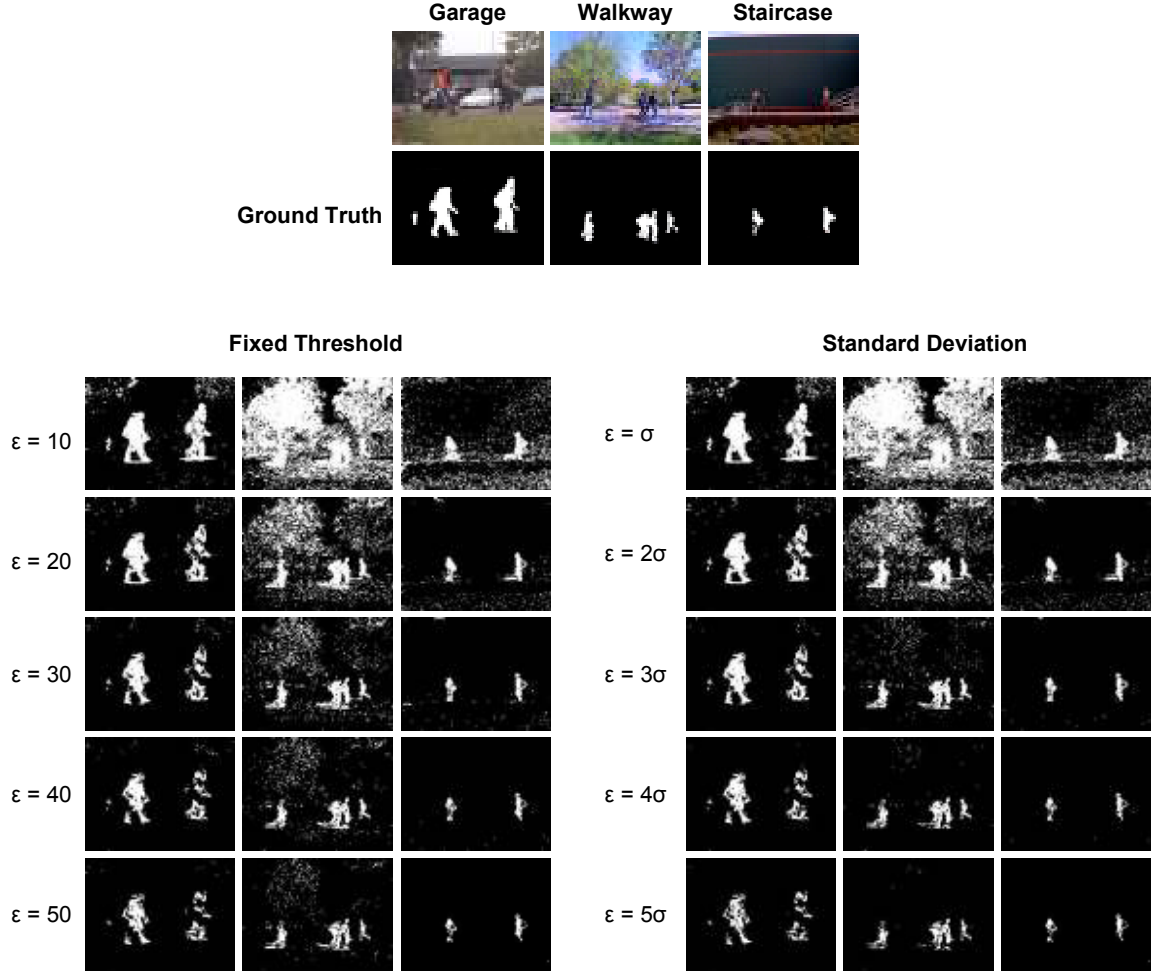 Garage Walkway Staircase
Ground Truth
Fixed Threshold Standard Deviation
ε = 10 ε = σ
ε = 20 ε = 2σ
ε = 30 ε = 3σ
ε = 40 ε = 4σ
ε = 50 ε = 5σ